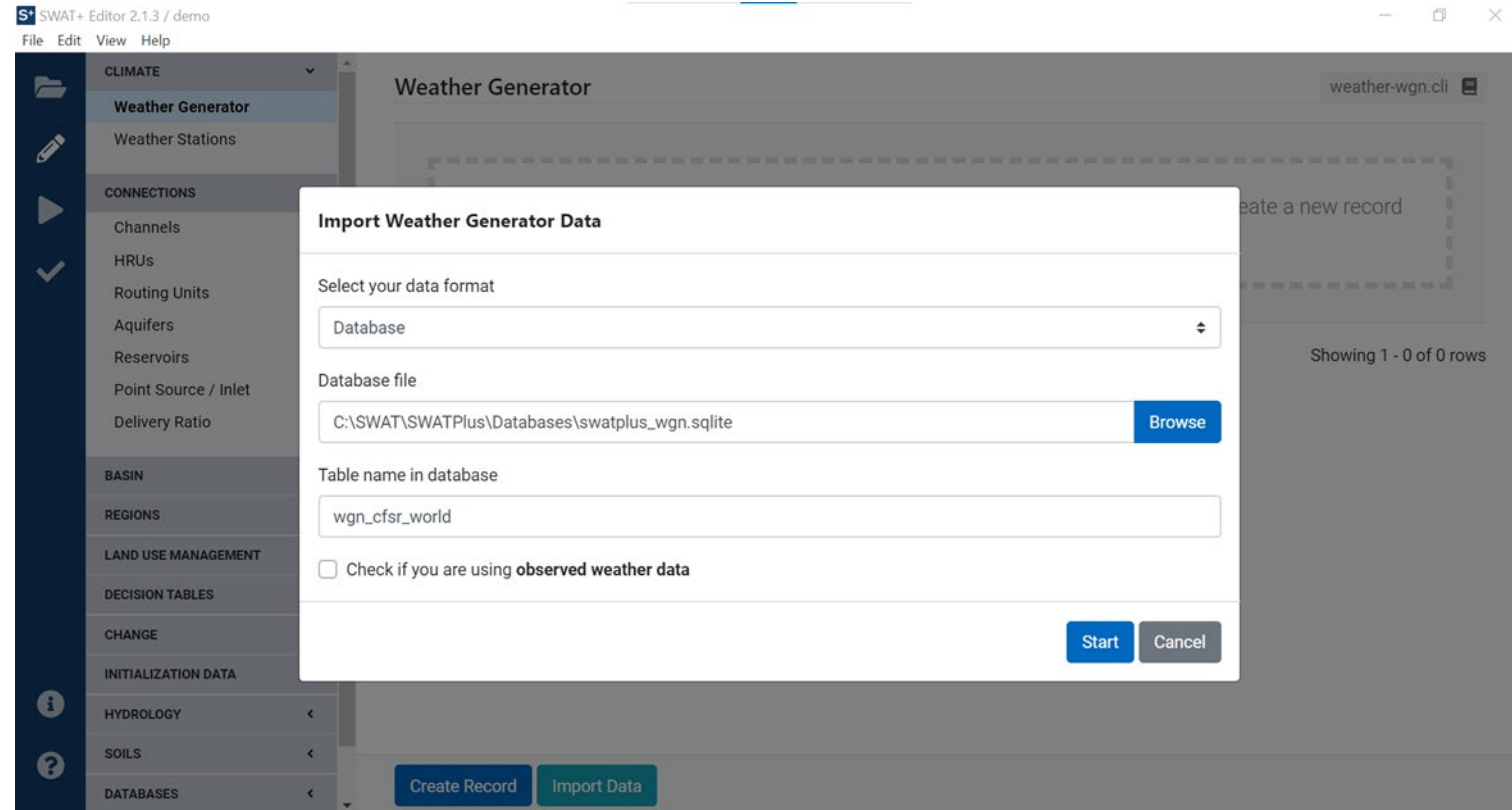 S+ SWAT+ Editor 2.1.3 / demo
File Edit View Help
CLIMATE
Weather Generator
Weather Stations
CONNECTIONS
Channels
HRUs
Routing Units
Aquifers
Reservoirs
Point Source / Inlet
Delivery Ratio
BASIN
REGIONS
LAND USE MANAGEMENT
DECISION TABLES
CHANGE
INITIALIZATION DATA
HYDROLOGY
SOILS
DATABASES
Weather Generator
weather-wgn.cli
eate a new record
Showing 1 - 0 of 0 rows
Import Weather Generator Data
Select your data format
Database
Database file
C:\SWAT\SWATPlus\Databases\swatplus_wgn.sqlite
Browse
Table name in database
wgn_cfsr_world
Check if you are using observed weather data
Start Cancel
Create Record Import Data